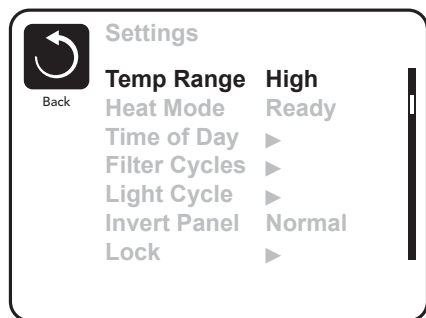 Settings
Back
Temp Range High
Heat Mode Ready
Time of Day ▶
Filter Cycles ▶
Light Cycle ▶
Invert Panel Normal
Lock ▶